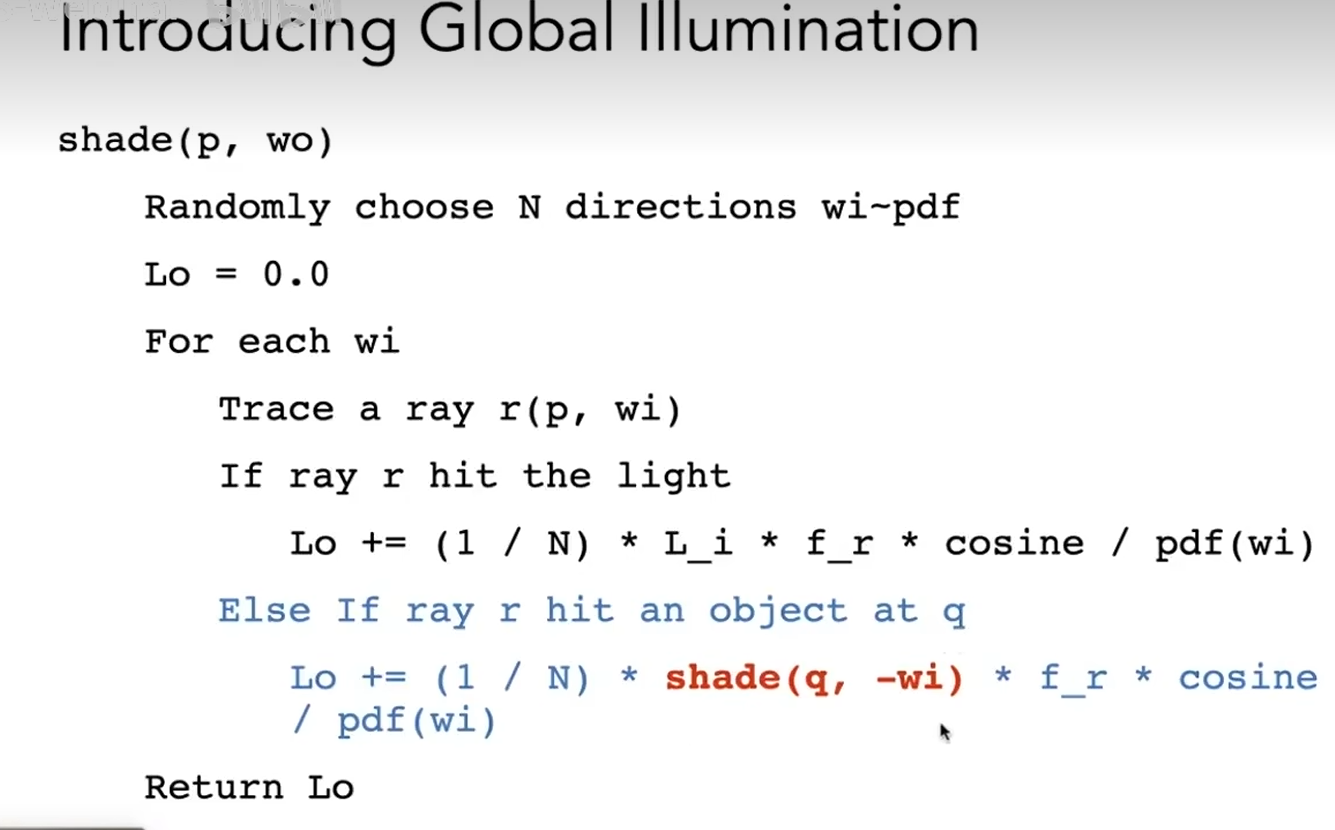 Introducing Global Illumination
shade(p, wo)
Randomly choose N directions wi~pdf
Lo = 0.0
For each wi
Trace a ray r(p, wi)
If ray r hit the light
Lo += (1 / N) * L_i * f_r * cosine / pdf(wi)
Else If ray r hit an object at q
Lo += (1 / N) * shade(q, -wi) * f_r * cosine
/ pdf(wi)
Return Lo